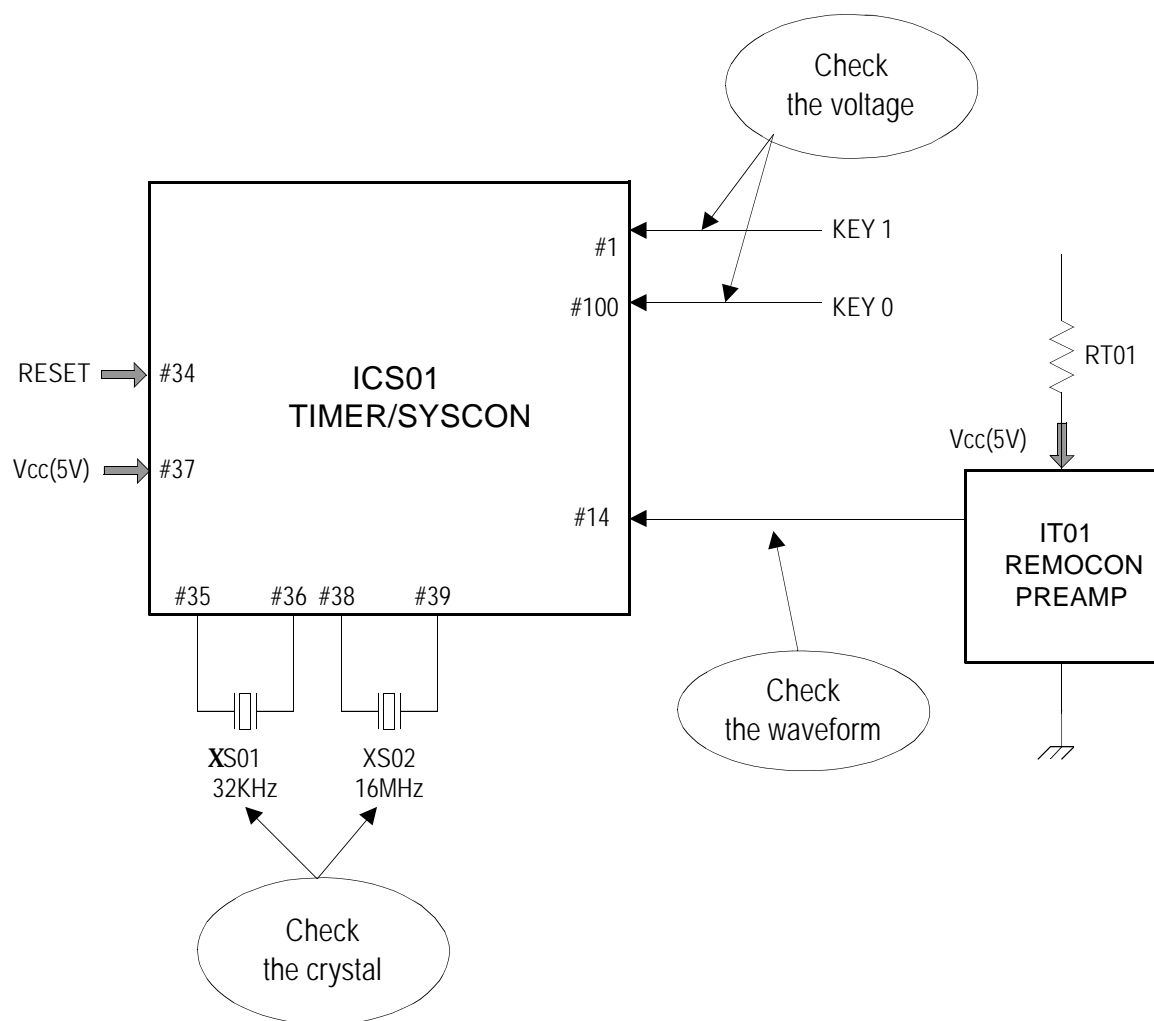 Check
the voltage
#1
KEY 1
#100
KEY 0
RT01
RESET
#34
ICS01
TIMER/SYSCON
Vcc(5V)
Vcc(5V)
#37
#14
IT01
REMOCON
PREAMP
#35
#36
#38
#39
Check
the waveform
XS01
32KHz
XS02
16MHz
Check
the crystal